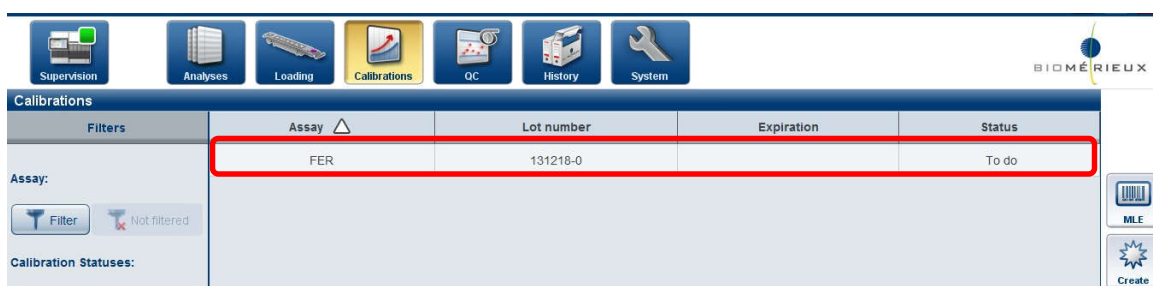 Supervision Analyses Loading Calibrations QC History System
BIOMÉRIEUX
Calibrations
Filters Assay Lot number Expiration Status
FER 131218-0 To do
Assay:
Filter Not filtered
MLE
Calibration Statuses:
Create